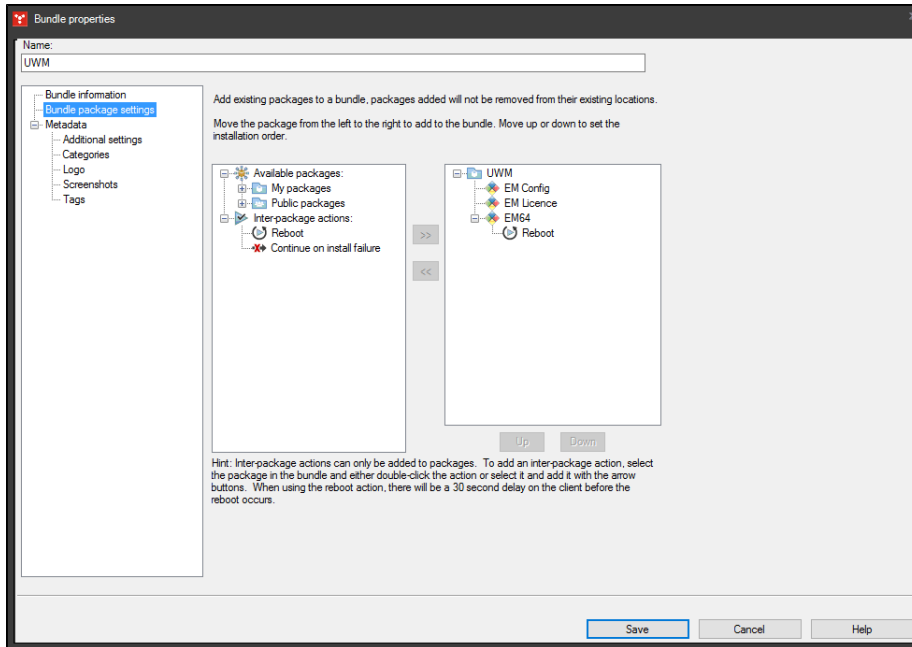 Bundle properties
Name:
UWM
Bundle information
Bundle package settings
Metadata
Additional settings
Categories
Logo
Screenshots
Tags
Add existing packages to a bundle, packages added will not be removed from their existing locations.
Move the package from the left to the right to add to the bundle. Move up or down to set the
installation order.
Available packages:
My packages
Public packages
Inter-package actions:
Reboot
Continue on install failure
>>
<<
UWM
EM Config
EM Licence
EM64
Reboot
Up
Down
Hint: Inter-package actions can only be added to packages. To add an inter-package action, select
the package in the bundle and either double-click the action or select it and add it with the arrow
buttons. When using the reboot action, there will be a 30 second delay on the client before the
reboot occurs.
Save
Cancel
Help